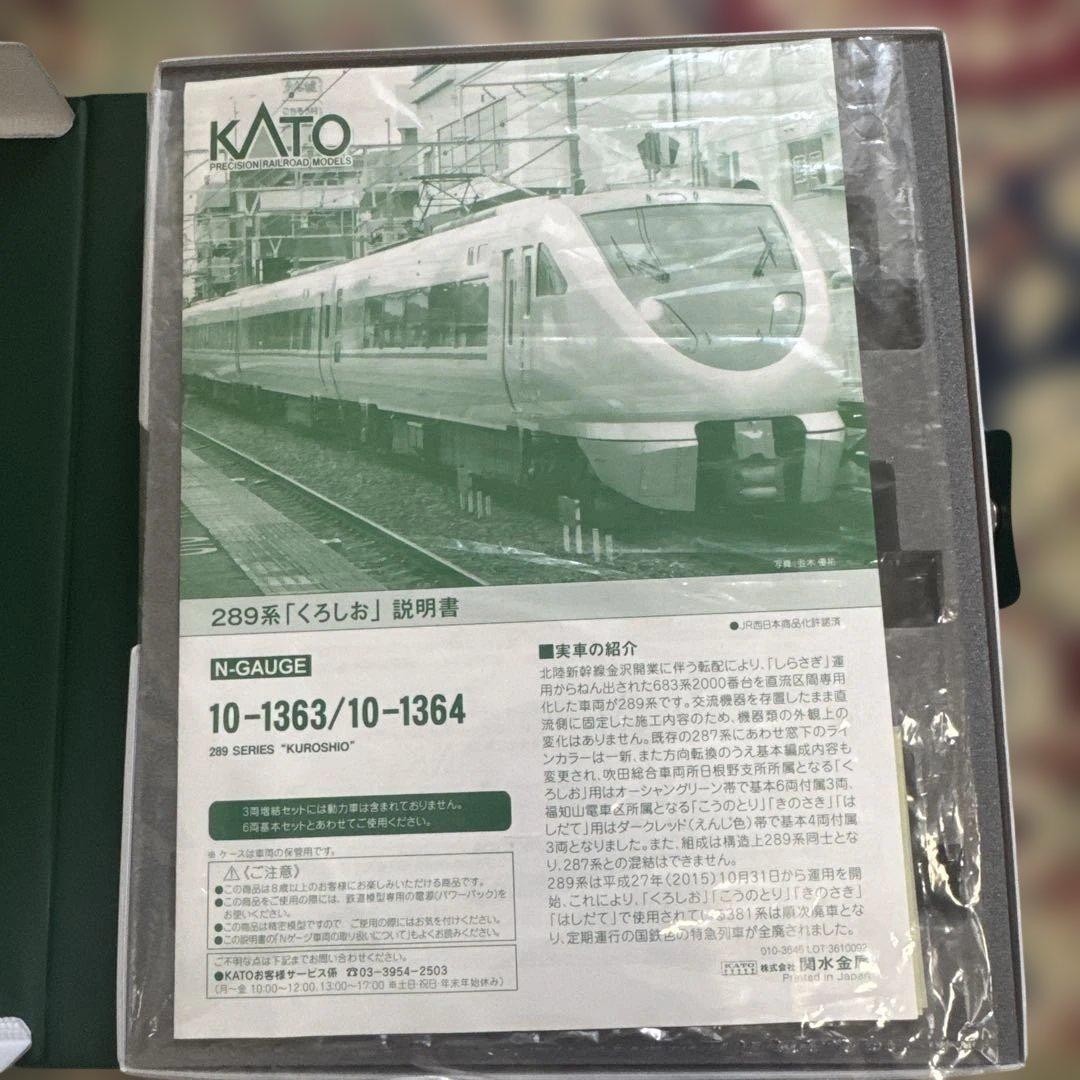 KATO
PRECISION RAILROAD MODELS
写真:並木 優祐
289系「くろしお」説明書
●JR西日本商品化許諾済
N-GAUGE
10-1363/10-1364
289 SERIES "KUROSHIO"
3両増結セットには動力車は含まれておりません。
6両基本セットとあわせてご使用ください。
※ ケースは車両の保管用です。
⚠《ご注意》
●この商品は8歳以上のお客様にお楽しみいただける商品です。
●この商品をご使用の際には、鉄道模型専用の電源(パワーパック)を
お使いください。
●この商品は精密模型ですので、ご使用の際にはお気を付けください。
●この説明書の「Nゲージ車両の取り扱いについて」もよくお読みください。
ご不明な点は下記までお問い合わせください。
●KATOお客様サービス係 ☎03-3954-2503
(月〜金 10:00〜12:00, 13:00〜17:00 ※土日・祝日・年末年始休み)
■実車の紹介
北陸新幹線金沢開業に伴う転配により、「しらさぎ」運
用からねん出された683系2000番台を直流区間専用
化した車両が289系です。交流機器を存置したまま直
流側に固定した施工内容のため、機器類の外観上の
変化はありません。既存の287系にあわせ窓下のライ
ンカラーは一新、また方向転換のうえ基本編成内容も
変更され、吹田総合車両所日根野支所所属となる「く
ろしお」用はオーシャングリーン帯で基本6両付属3両、
福知山電車区所属となる「こうのとり」「きのさき」「は
しだて」用はダークレッド(えんじ色)帯で基本4両付属
3両となりました。また、組成は構造上289系同士とな
り、287系との混結はできません。
289系は平成27年(2015)10月31日から運用を開
始、これにより、「くろしお」「こうのとり」「きのさき」
「はしだて」で使用されている381系は順次廃車とな
り、定期運行の国鉄色の特急列車が全廃されました。
010-3646 LOT 3610092
KATO 株式会社 関水金属
Printed in Japan